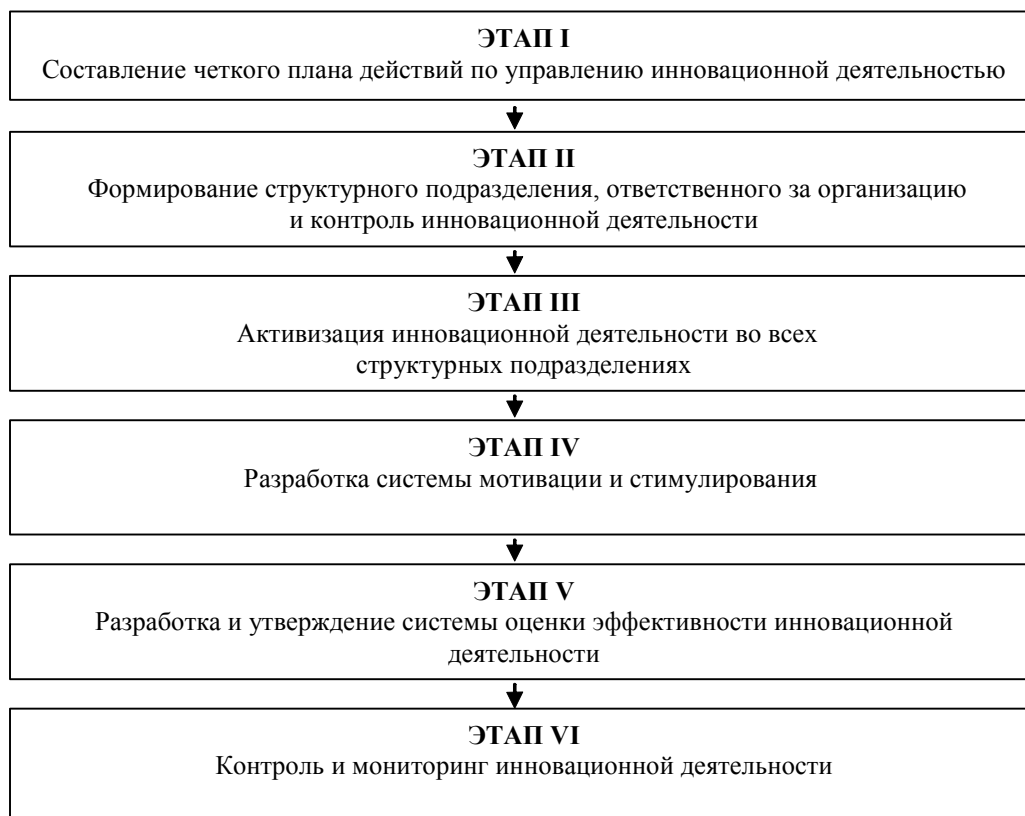 ЭТАП I
Составление четкого плана действий по управлению инновационной деятельностью
ЭТАП II
Формирование структурного подразделения, ответственного за организацию
и контроль инновационной деятельности
ЭТАП III
Активизация инновационной деятельности во всех
структурных подразделениях
ЭТАП IV
Разработка системы мотивации и стимулирования
ЭТАП V
Разработка и утверждение системы оценки эффективности инновационной
деятельности
ЭТАП VI
Контроль и мониторинг инновационной деятельности